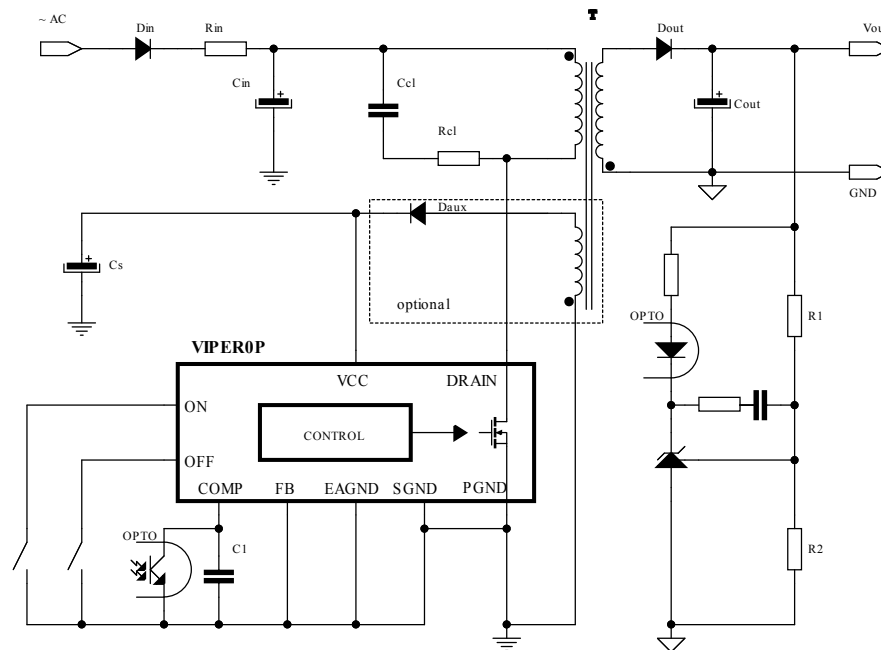 ~ AC
Din
Rin
T
Dout
Vou
Cin
Ccl
Cout
Rcl
GND
Daux
Cs
optional
OPTO
R1
VIPER0P
VCC
DRAIN
ON
CONTROL
OFF
COMP
FB
EAGND
SGND
PGND
OPTO
C1
R2